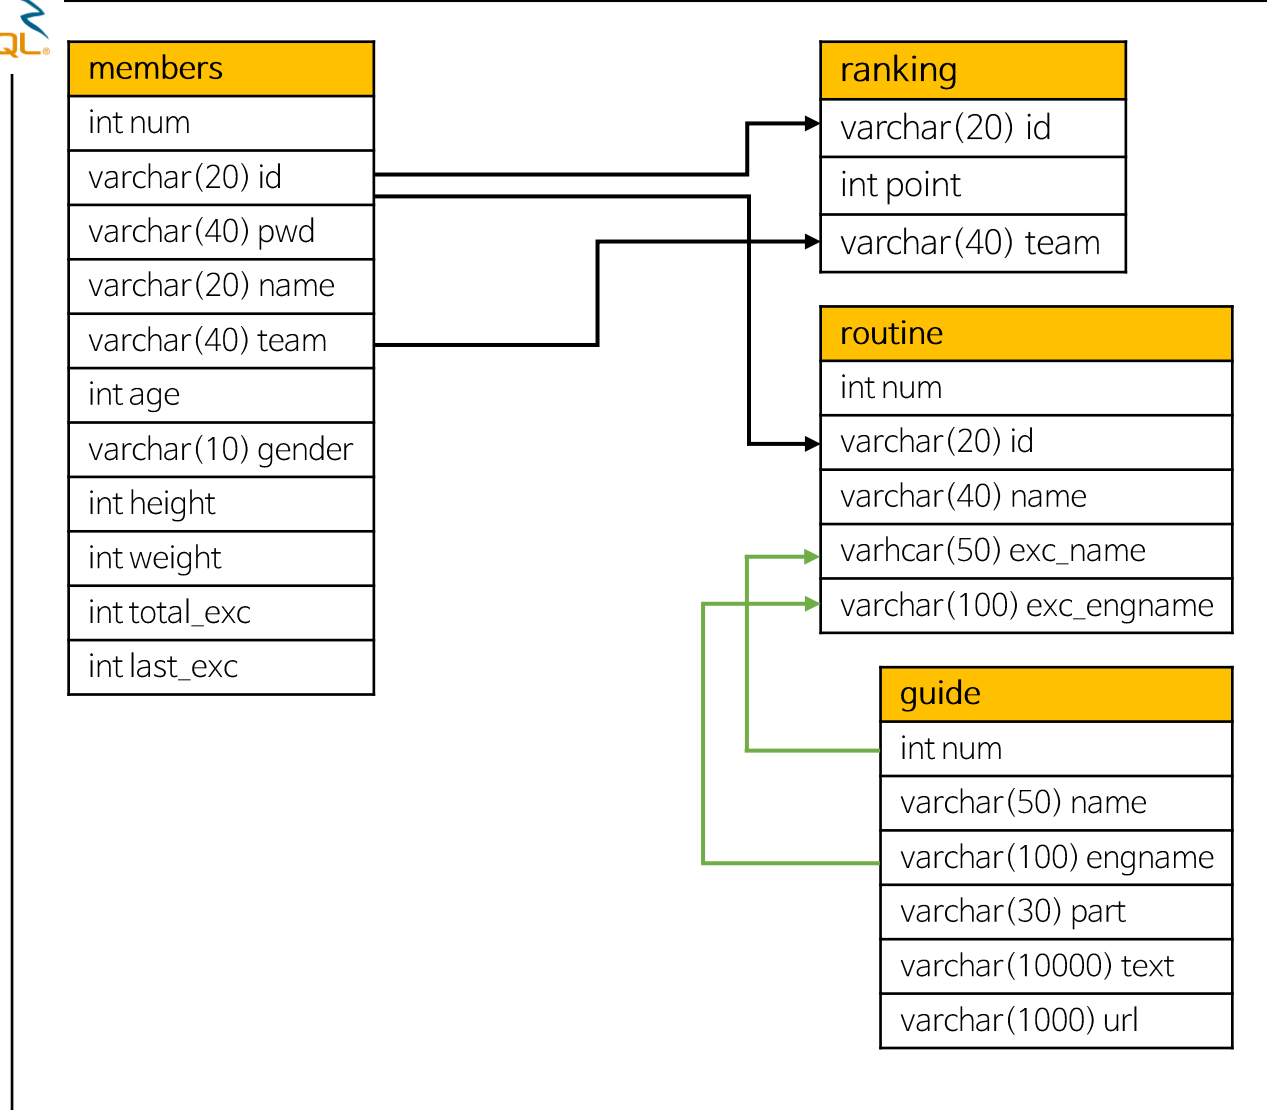 QL®
members
int num
varchar(20) id
varchar(40) pwd
varchar(20) name
varchar(40) team
int age
varchar(10) gender
int height
int weight
int total_exc
int last_exc
ranking
varchar(20) id
int point
varchar(40) team
routine
int num
varchar(20) id
varchar(40) name
varhcar(50) exc_name
varchar(100) exc_engname
guide
int num
varchar(50) name
varchar(100) engname
varchar(30) part
varchar(10000) text
varchar(1000) url